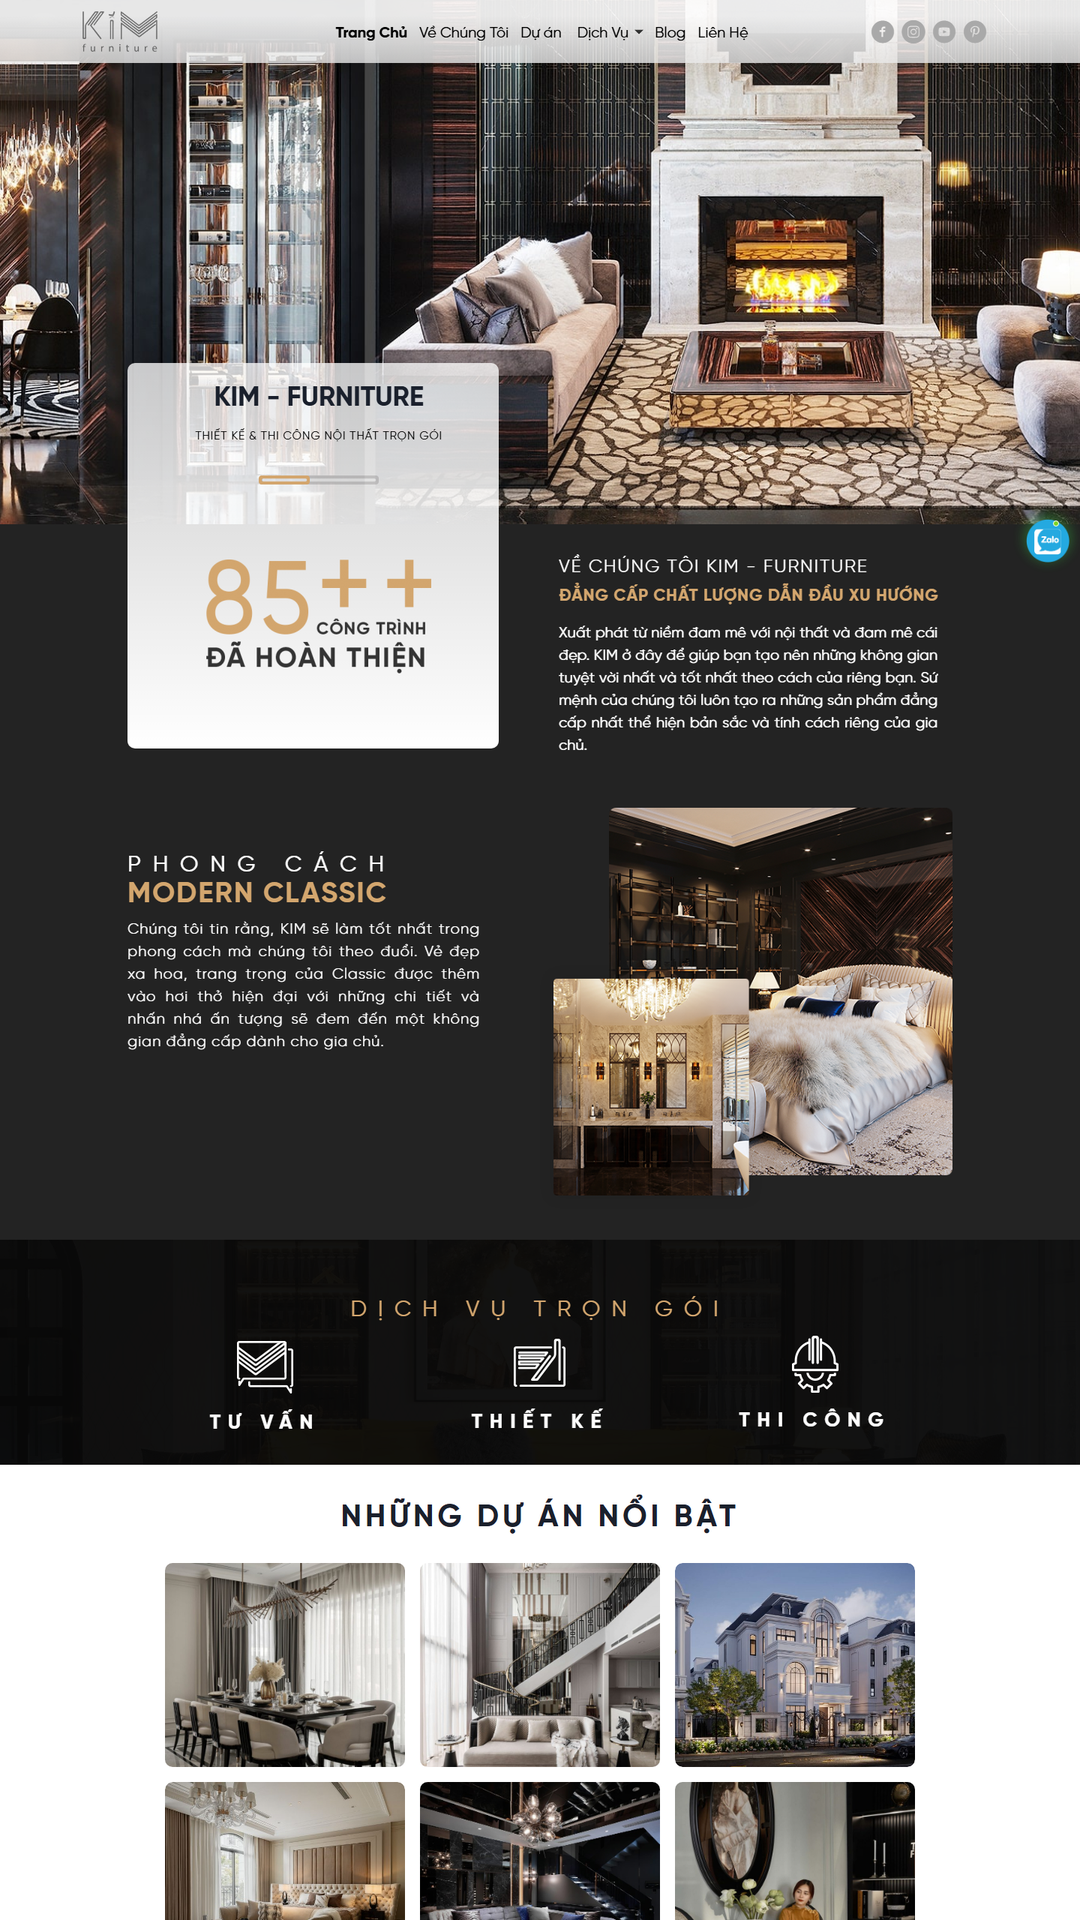 KiM
furniture
Trang Chủ Về Chúng Tôi Dự án Dịch Vụ Blog Liên Hệ
KIM - FURNITURE
THIẾT KẾ & THI CÔNG NỘI THẤT TRỌN GÓI
85++
CÔNG TRÌNH
ĐÃ HOÀN THIỆN
VỀ CHÚNG TÔI KIM - FURNITURE
ĐẲNG CẤP CHẤT LƯỢNG DẪN ĐẦU XU HƯỚNG
Xuất phát từ niềm đam mê với nội thất và đam mê cái
đẹp. KIM ở đây để giúp bạn tạo nên những không gian
tuyệt vời nhất và tốt nhất theo cách của riêng bạn. Sứ
mệnh của chúng tôi luôn tạo ra những sản phẩm đẳng
cấp nhất thể hiện bản sắc và tính cách riêng của gia
chủ.
Zalo
PHONG CÁCH
MODERN CLASSIC
Chúng tôi tin rằng, KIM sẽ làm tốt nhất trong
phong cách mà chúng tôi theo đuổi. Vẻ đẹp
xa hoa, trang trọng của Classic được thêm
vào hơi thở hiện đại với những chi tiết và
nhấn nhá ấn tượng sẽ đem đến một không
gian đẳng cấp dành cho gia chủ.
DỊCH VỤ TRỌN GÓI
TƯ VẤN
THIẾT KẾ
THI CÔNG
NHỮNG DỰ ÁN NỔI BẬT